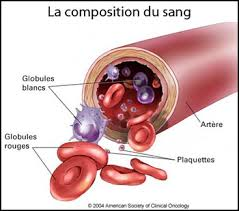 La composition du sang
Globules
blancs
Artère
Globules
rouges
Plaquettes
© 2004 American Society of Clinical Oncology